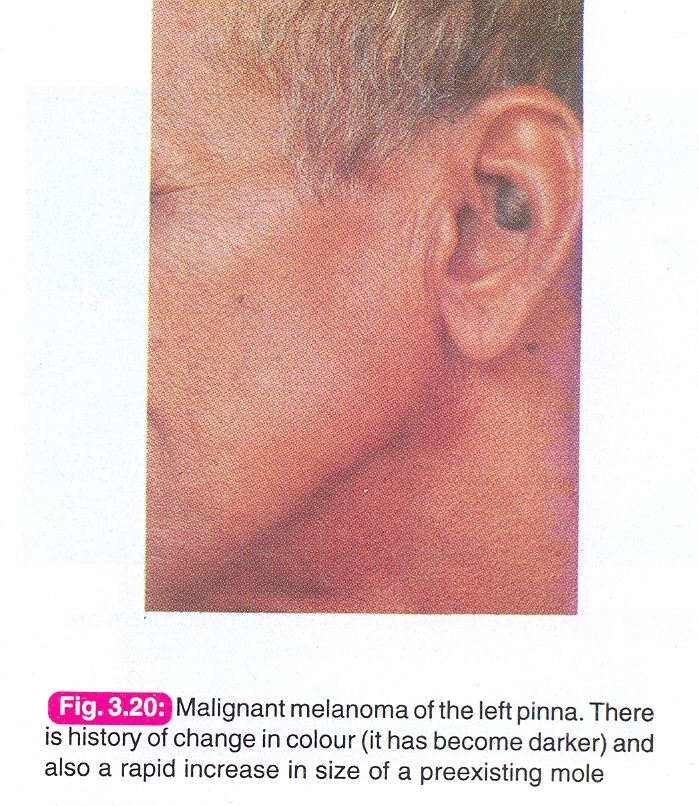 Fig. 3.20: Malignant melanoma of the left pinna. There
is history of change in colour (it has become darker) and
also a rapid increase in size of a preexisting mole